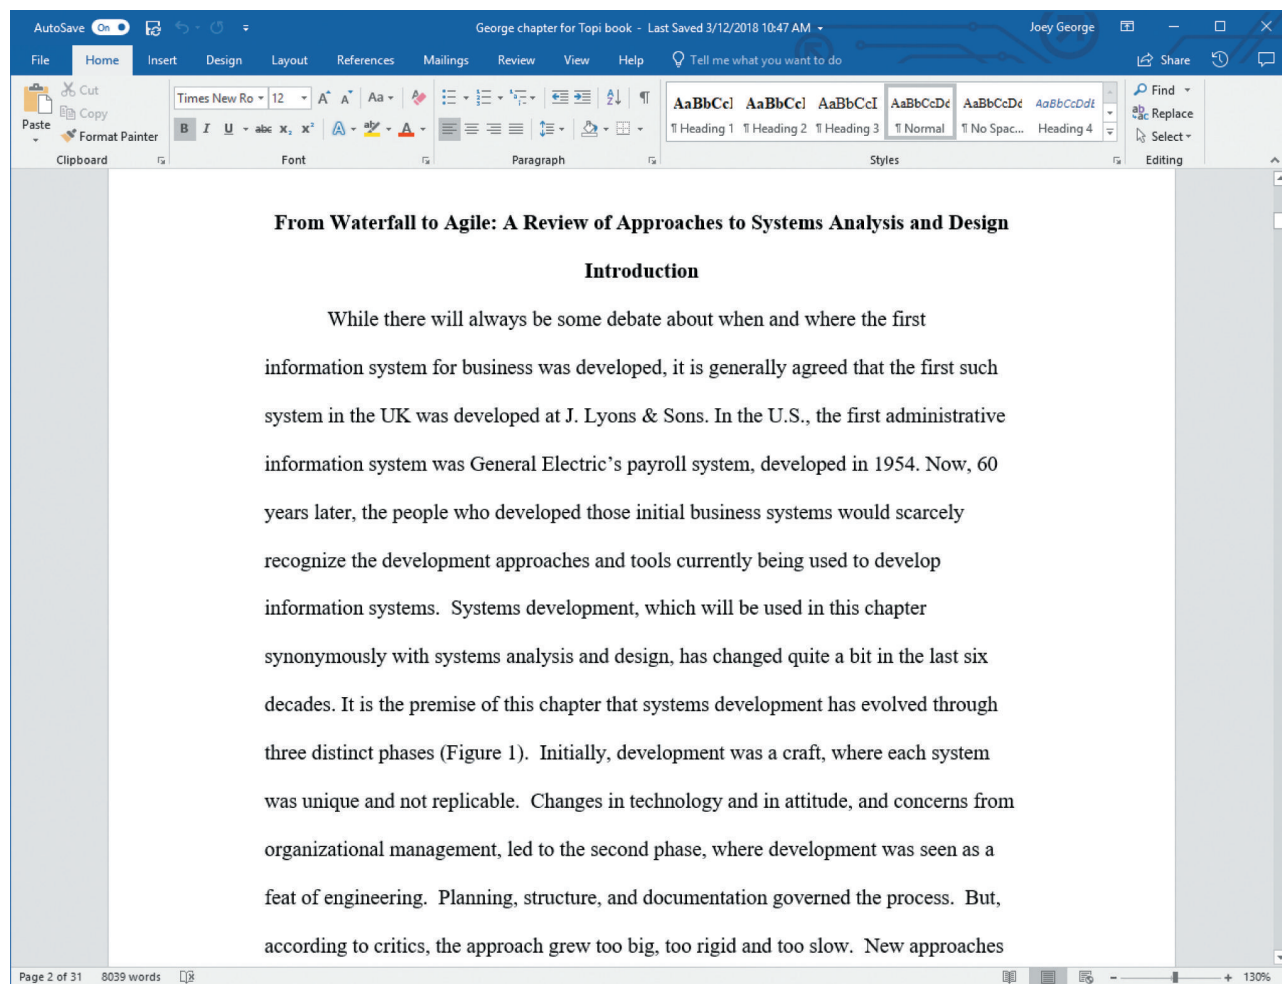 AutoSave On George chapter for Topi book - Last Saved 3/12/2018 10:47 AM Joey George
File Home Insert Design Layout References Mailings Review View Help Tell me what you want to do Share
Paste Cut Copy Format Painter
Clipboard
Times New Ro 12 Aa
B I U abc x₂ x² A aby A
Font
Paragraph
AaBbCcI AaBbCcI AaBbCcI AaBbCcDd AaBbCcDd AaBbCcDdE
¶ Heading 1 ¶ Heading 2 ¶ Heading 3 ¶ Normal ¶ No Spac... Heading 4
Styles
Find
Replace
Select
Editing
From Waterfall to Agile: A Review of Approaches to Systems Analysis and Design
Introduction
While there will always be some debate about when and where the first
information system for business was developed, it is generally agreed that the first such
system in the UK was developed at J. Lyons & Sons. In the U.S., the first administrative
information system was General Electric’s payroll system, developed in 1954. Now, 60
years later, the people who developed those initial business systems would scarcely
recognize the development approaches and tools currently being used to develop
information systems.  Systems development, which will be used in this chapter
synonymously with systems analysis and design, has changed quite a bit in the last six
decades. It is the premise of this chapter that systems development has evolved through
three distinct phases (Figure 1).  Initially, development was a craft, where each system
was unique and not replicable.  Changes in technology and in attitude, and concerns from
organizational management, led to the second phase, where development was seen as a
feat of engineering.  Planning, structure, and documentation governed the process.  But,
according to critics, the approach grew too big, too rigid and too slow.  New approaches
Page 2 of 31 8039 words 130%